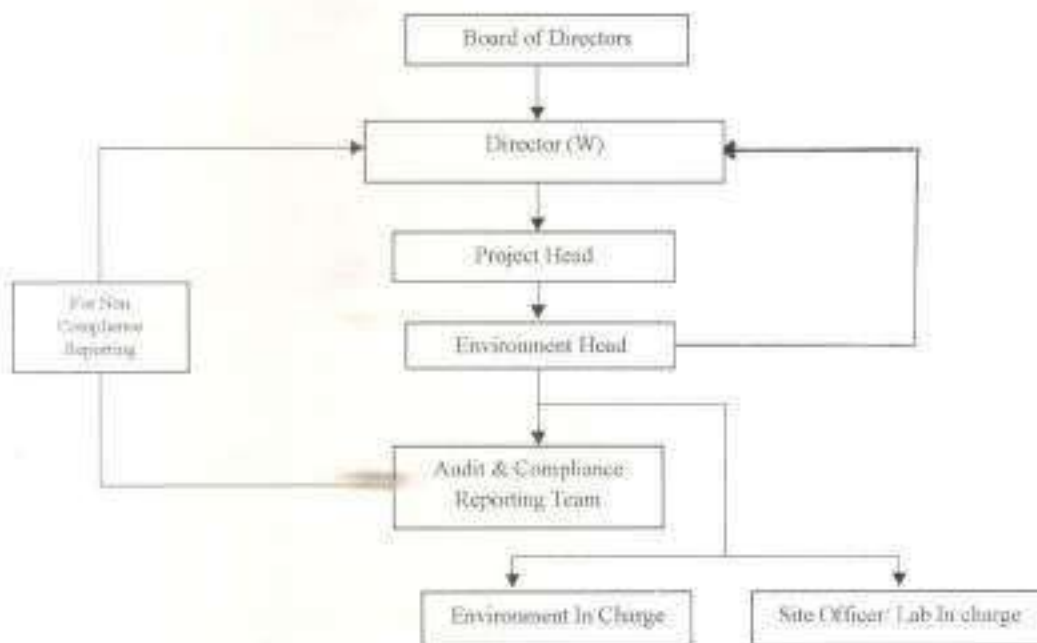 Board of Directors
Director (W)
Project Head
For Non
Compliance
Reporting
Environment Head
Audit & Compliance
Reporting Team
Environment In Charge
Site Officer/ Lab In charge